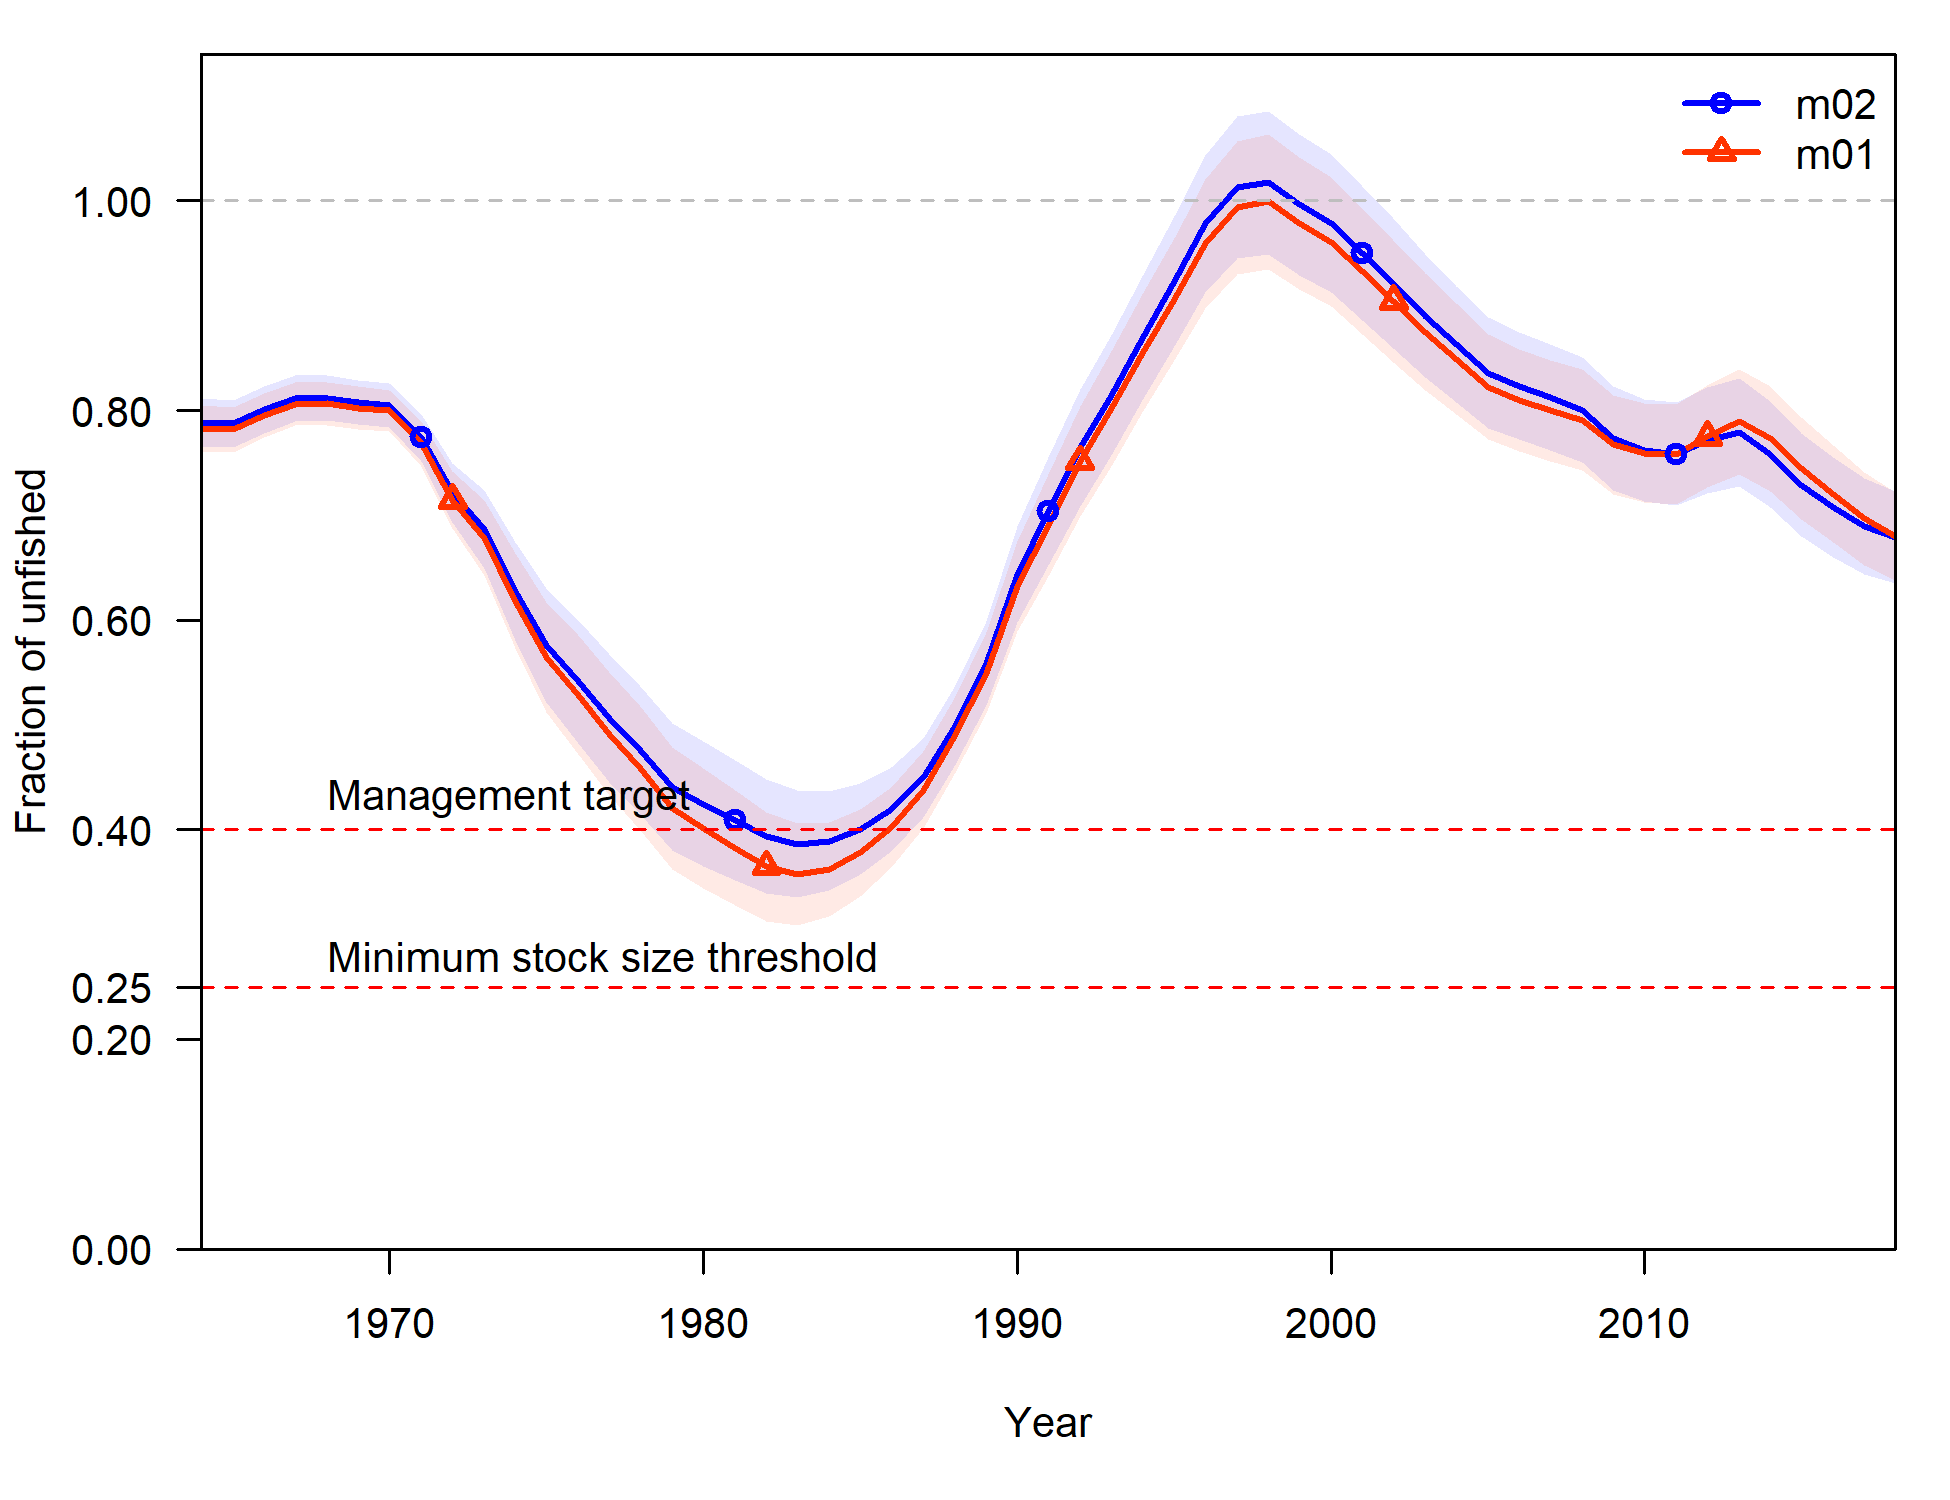 m02
m01
1.00
0.80
0.60
0.40
0.25
0.20
0.00
Fraction of unfished
Management target
Minimum stock size threshold
1970
1980
1990
2000
2010
Year